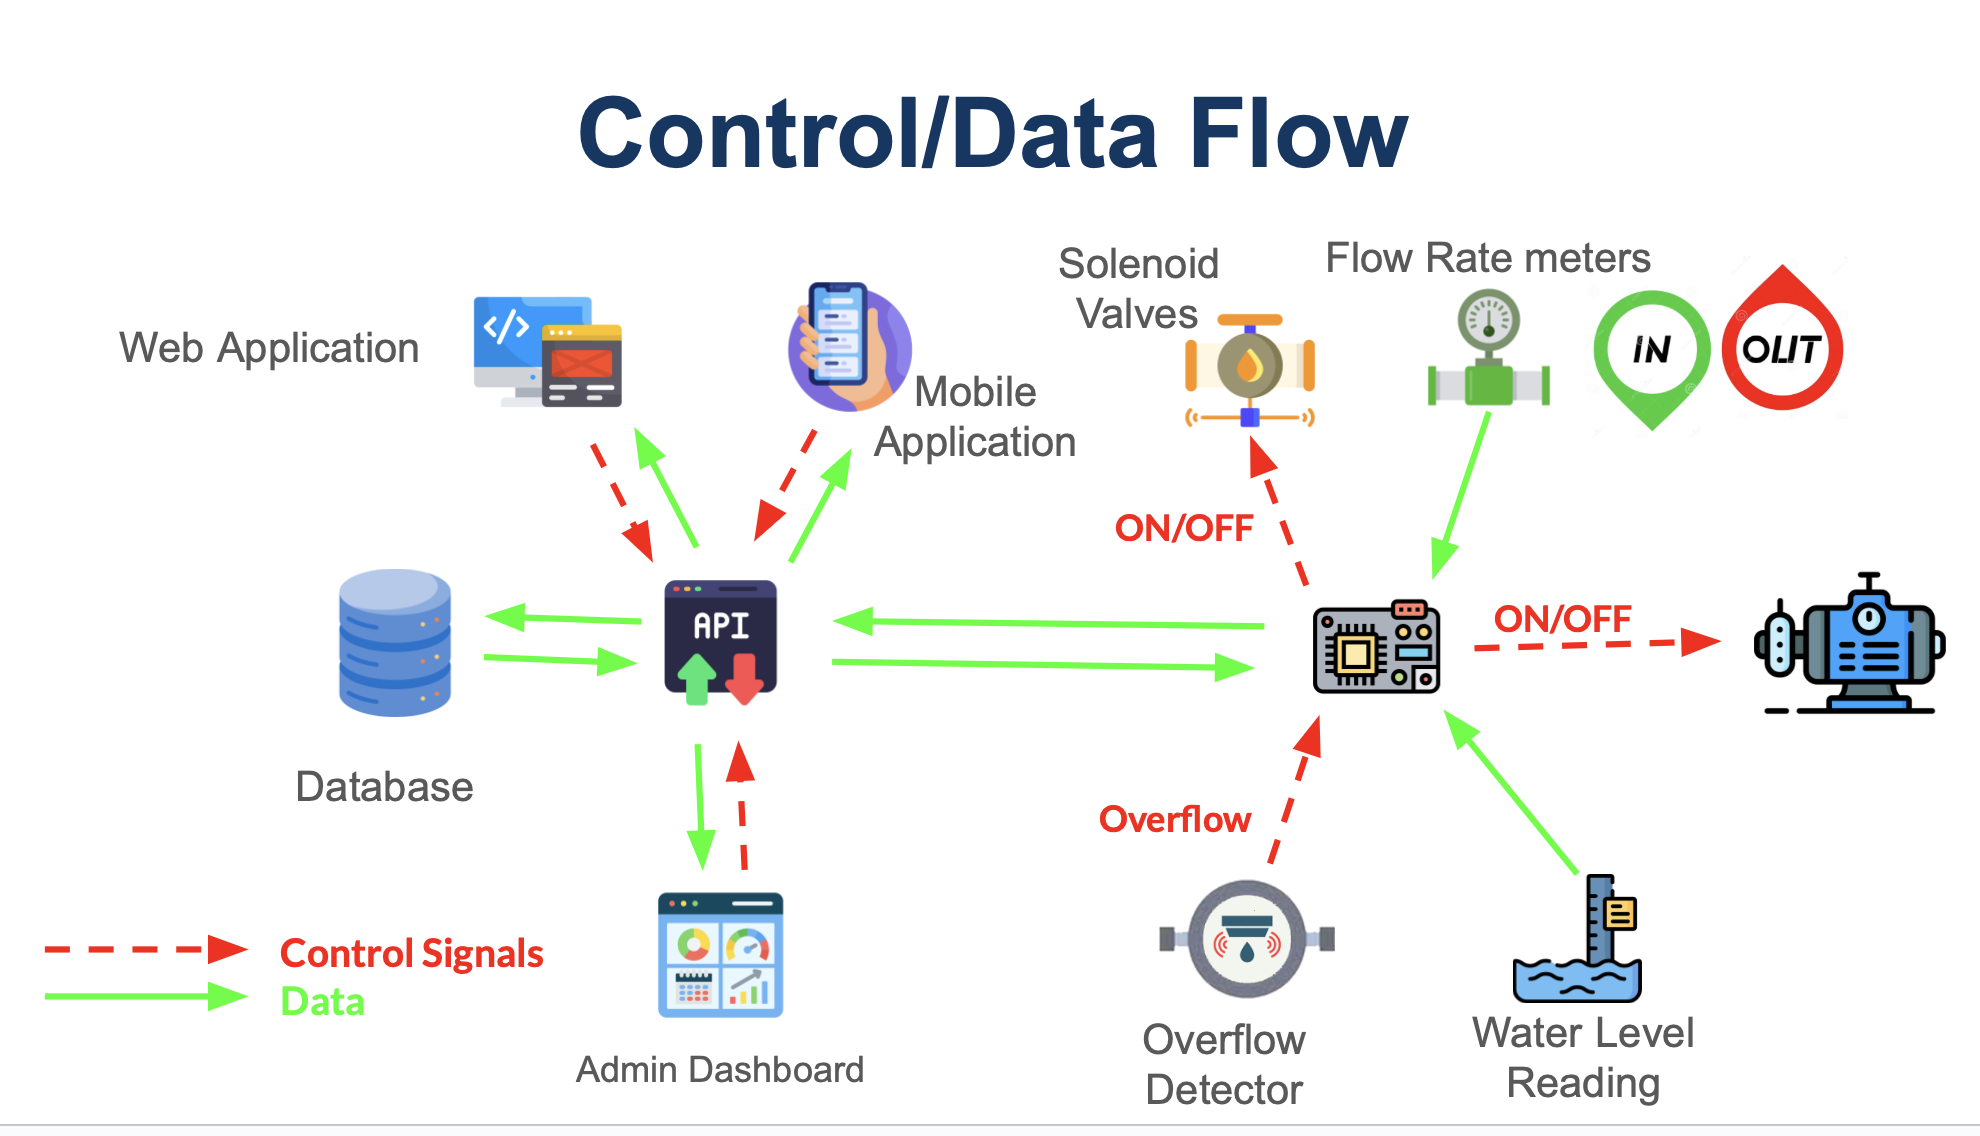 Control/Data Flow
Web Application
Mobile
Application
Solenoid
Valves
Flow Rate meters
IN
OLIT
ON/OFF
ON/OFF
API
Database
Overflow
Control Signals
Data
Admin Dashboard
Overflow
Detector
Water Level
Reading